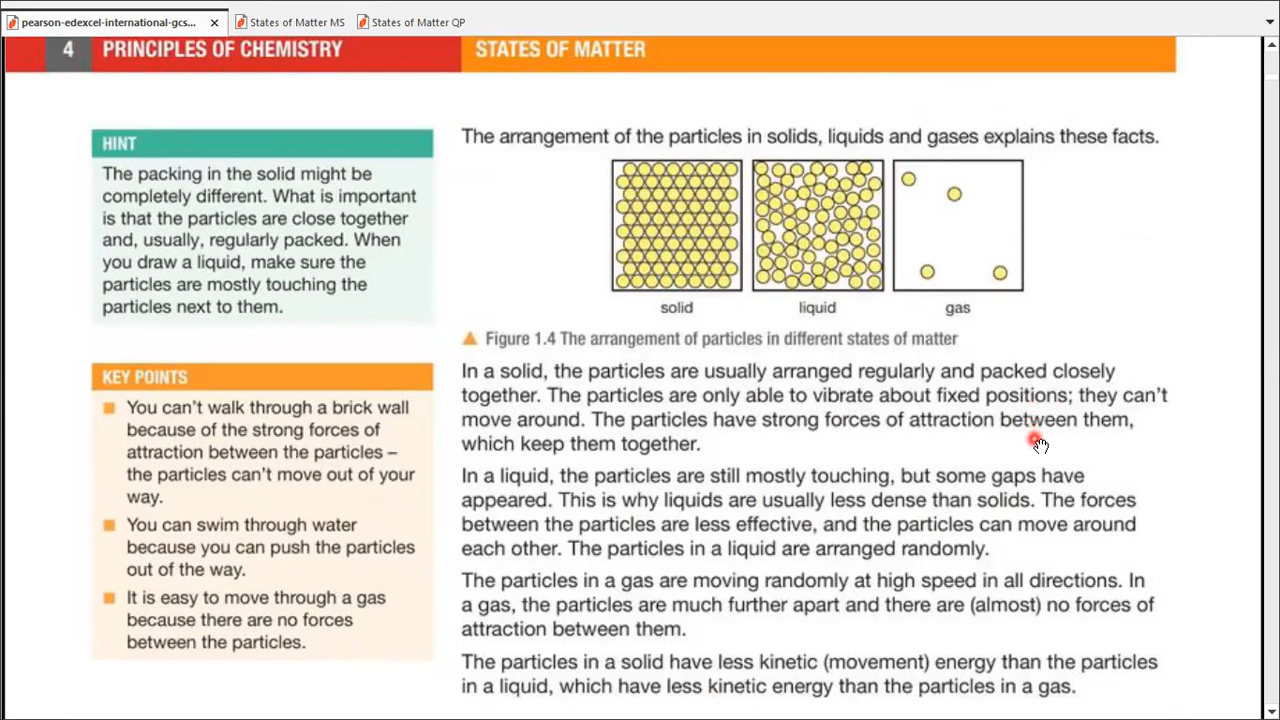 pearson-edexcel-international-gcs...
States of Matter MS
States of Matter QP
4 PRINCIPLES OF CHEMISTRY
STATES OF MATTER
HINT
The packing in the solid might be
completely different. What is important
is that the particles are close together
and, usually, regularly packed. When
you draw a liquid, make sure the
particles are mostly touching the
particles next to them.
KEY POINTS
You can't walk through a brick wall
because of the strong forces of
attraction between the particles –
the particles can't move out of your
way.
You can swim through water
because you can push the particles
out of the way.
It is easy to move through a gas
because there are no forces
between the particles.
The arrangement of the particles in solids, liquids and gases explains these facts.
solid
liquid
gas
Figure 1.4 The arrangement of particles in different states of matter
In a solid, the particles are usually arranged regularly and packed closely
together. The particles are only able to vibrate about fixed positions; they can't
move around. The particles have strong forces of attraction between them,
which keep them together.
In a liquid, the particles are still mostly touching, but some gaps have
appeared. This is why liquids are usually less dense than solids. The forces
between the particles are less effective, and the particles can move around
each other. The particles in a liquid are arranged randomly.
The particles in a gas are moving randomly at high speed in all directions. In
a gas, the particles are much further apart and there are (almost) no forces of
attraction between them.
The particles in a solid have less kinetic (movement) energy than the particles
in a liquid, which have less kinetic energy than the particles in a gas.